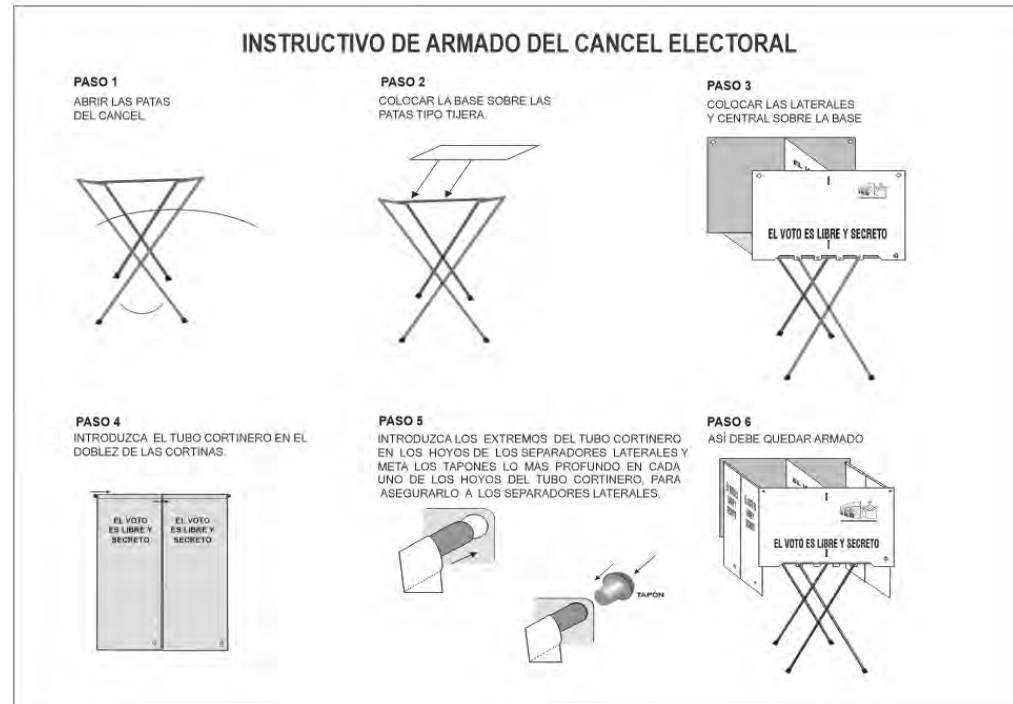 INSTRUCTIVO DE ARMADO DEL CANCEL ELECTORAL
PASO 1
ABRIR LAS PATAS
DEL CANCEL
PASO 2
COLOCAR LA BASE SOBRE LAS
PATAS TIPO TIJERA.
PASO 3
COLOCAR LAS LATERALES
Y CENTRAL SOBRE LA BASE
EL V
EL VOTO ES LIBRE Y SECRETO
PASO 4
INTRODUZCA EL TUBO CORTINERO EN EL
DOBLEZ DE LAS CORTINAS.
EL VOTO
ES LIBRE Y
SECRETO
EL VOTO
ES LIBRE Y
SECRETO
PASO 5
INTRODUZCA LOS EXTREMOS DEL TUBO CORTINERO
EN LOS HOYOS DE LOS SEPARADORES LATERALES Y
META LOS TAPONES LO MAS PROFUNDO EN CADA
UNO DE LOS HOYOS DEL TUBO CORTINERO, PARA
ASEGURARLO A LOS SEPARADORES LATERALES.
TAPÓN
PASO 6
ASÍ DEBE QUEDAR ARMADO
EL VOTO ES LIBRE Y SECRETO